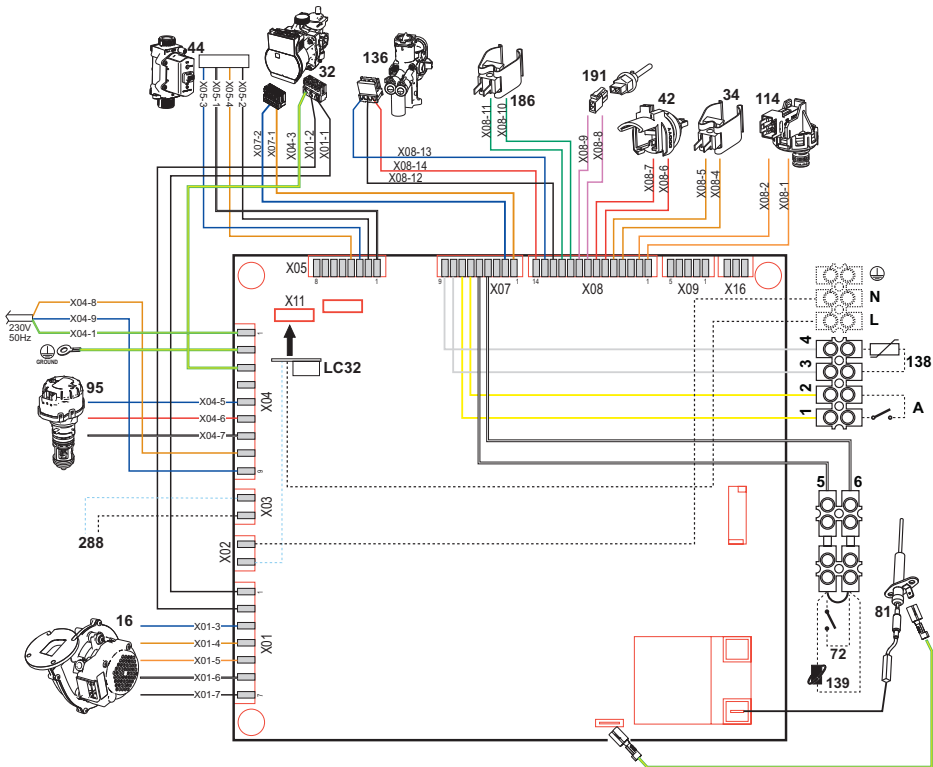 44
32
136
186
191
42
34
114
X05-3
X05-1
X05-4
X05-2
X07-2
X07-1
X04-3
X01-2
X01-1
X08-13
X08-14
X08-12
X08-11
X08-10
X08-9
X08-8
X08-7
X08-6
X08-5
X08-4
X08-2
X08-1
X05
8
1
9
X07
1
14
X08
1
5
X09
1
X16
X11
LC32
X04-8
X04-9
X04-1
230V
50Hz
GROUND
1
95
X04-5
X04-6
X04-7
X04
9
X03
288
X02
1
16
X01-3
X01-4
X01-5
X01-6
X01-7
X01
7
N
L
4
3
2
1
138
A
5
6
72
139
81